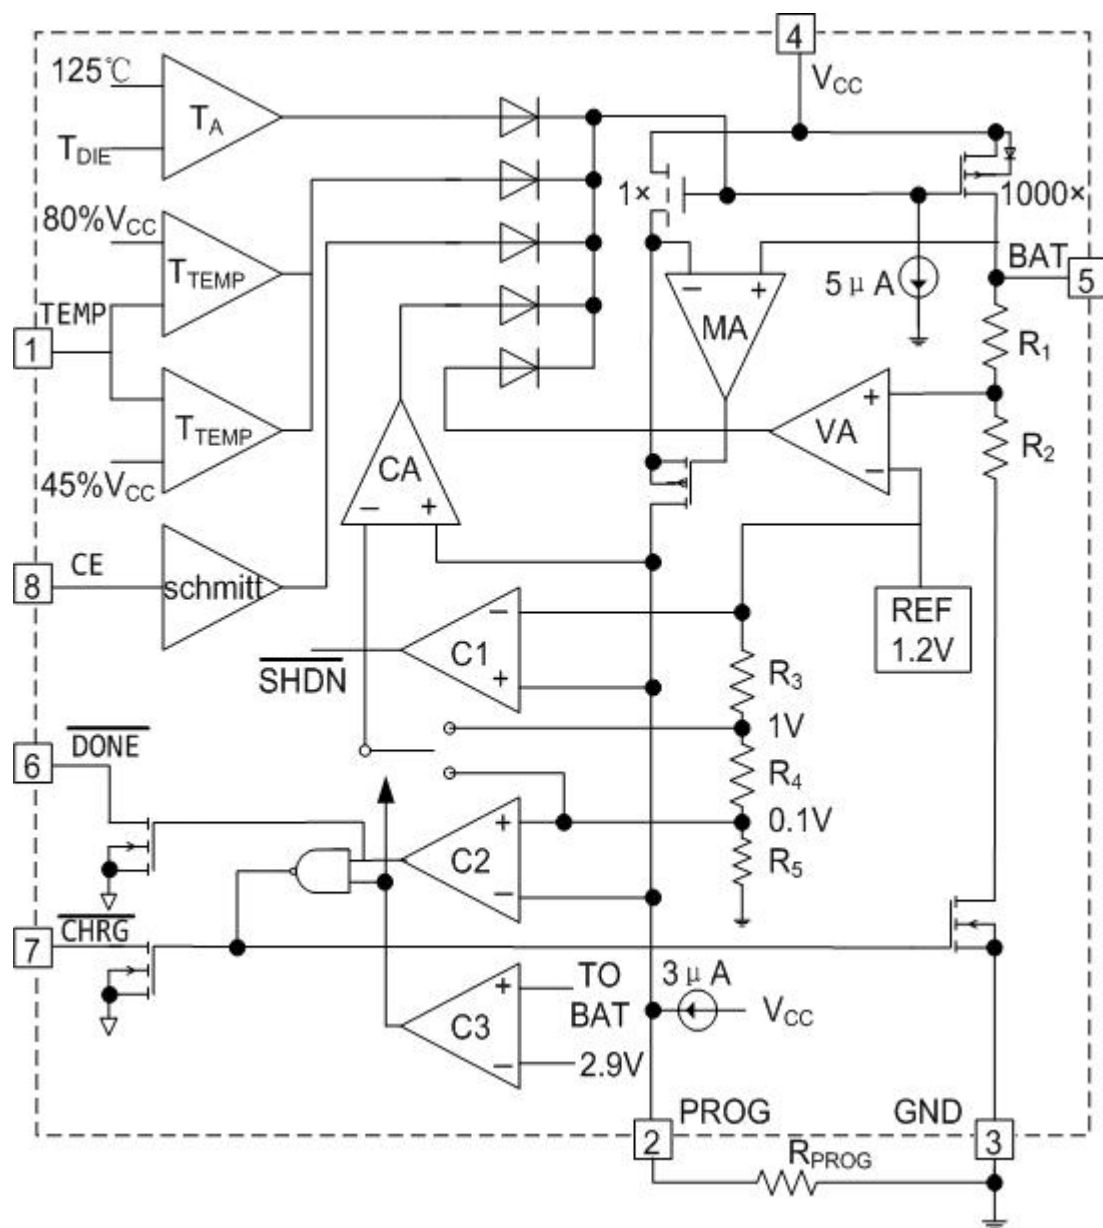 4
125℃
VCC
TA
TDIE
1×
1000×
80%VCC
BAT
5
TTEMP
5μA
TEMP
− +
MA
1
R1
TTEMP
+
VA
−
R2
45%VCC
CA
− +
8
CE
schmitt
REF
1.2V
−
C1
+
SHDN
R3
1V
DONE
6
R4
+
0.1V
C2
−
R5
CHRG
7
3μA
+
TO
BAT
C3
VCC
−
2.9V
PROG
GND
2
3
RPROG